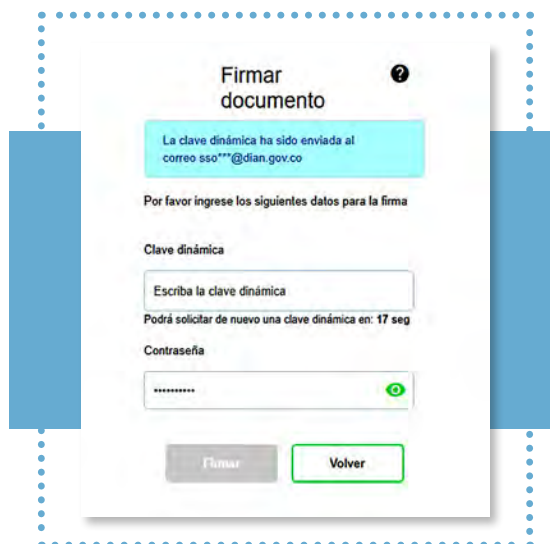 Firmar
documento
?
La clave dinámica ha sido enviada al
correo sso***@dian.gov.co
Por favor ingrese los siguientes datos para la firma
Clave dinámica
Escriba la clave dinámica
Podrá solicitar de nuevo una clave dinámica en: 17 seg
Contraseña
••••••••••
Firmar
Volver